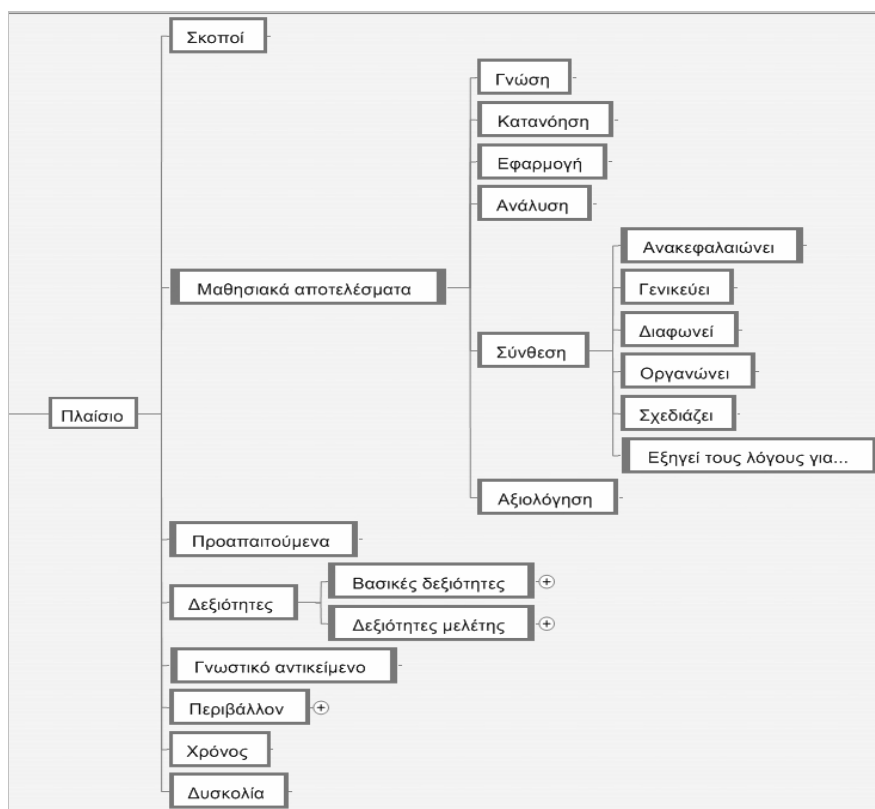 Σκοποί
Γνώση
Κατανόηση
Εφαρμογή
Ανάλυση
Ανακεφαλαιώνει
Γενικεύει
Μαθησιακά αποτελέσματα
Διαφωνεί
Σύνθεση
Οργανώνει
Σχεδιάζει
Πλαίσιο
Εξηγεί τους λόγους για...
Αξιολόγηση
Προαπαιτούμενα
Βασικές δεξιότητες
Δεξιότητες
Δεξιότητες μελέτης
Γνωστικό αντικείμενο
Περιβάλλον
Χρόνος
Δυσκολία